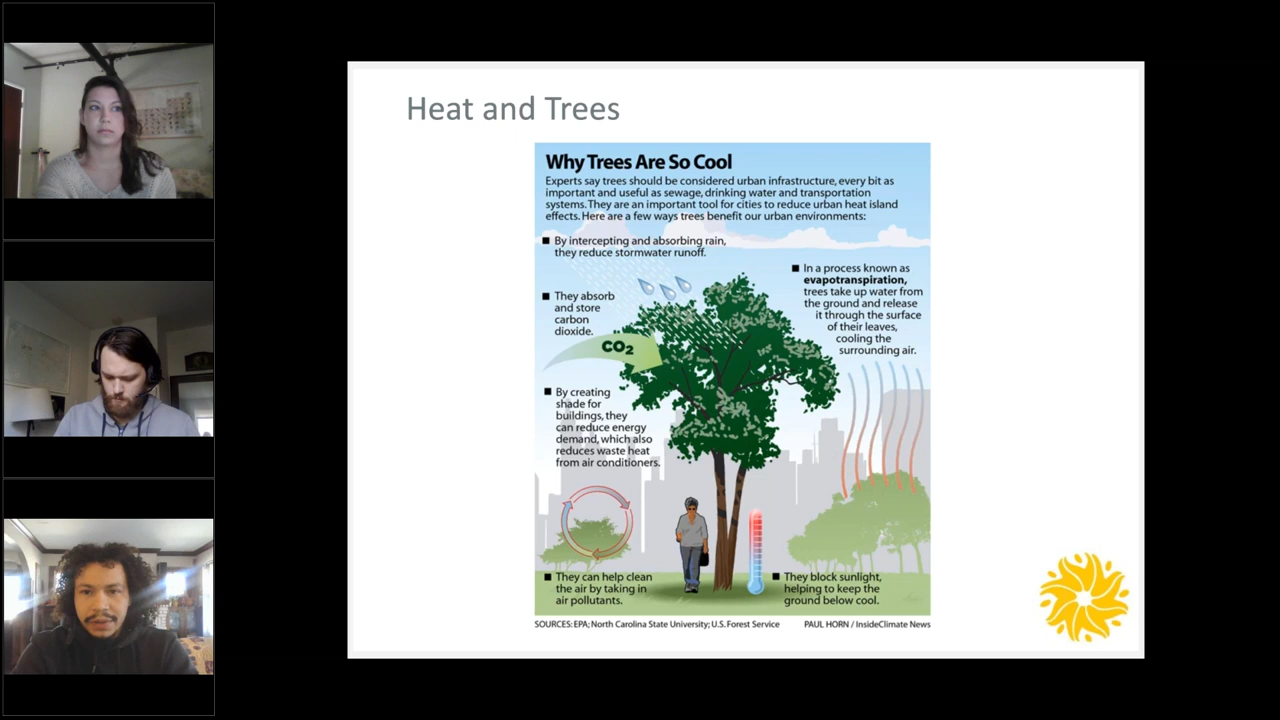 Heat and Trees
Why Trees Are So Cool
Experts say trees should be considered urban infrastructure, every bit as
important and useful as sewage, drinking water and transportation
systems. They are an important tool for cities to reduce urban heat island
effects. Here are a few ways trees benefit our urban environments:
■ By intercepting and absorbing rain,
they reduce stormwater runoff.
■ They absorb
and store
carbon
dioxide.
CO2
■ By creating
shade for
buildings, they
can reduce energy
demand, which also
reduces waste heat
from air conditioners.
■ In a process known as
evapotranspiration,
trees take up water from
the ground and release
it through the surface
of their leaves,
cooling the
surrounding air.
■ They can help clean
the air by taking in
air pollutants.
■ They block sunlight,
helping to keep the
ground below cool.
SOURCES: EPA; North Carolina State University; U.S. Forest Service
PAUL HORN / InsideClimate News